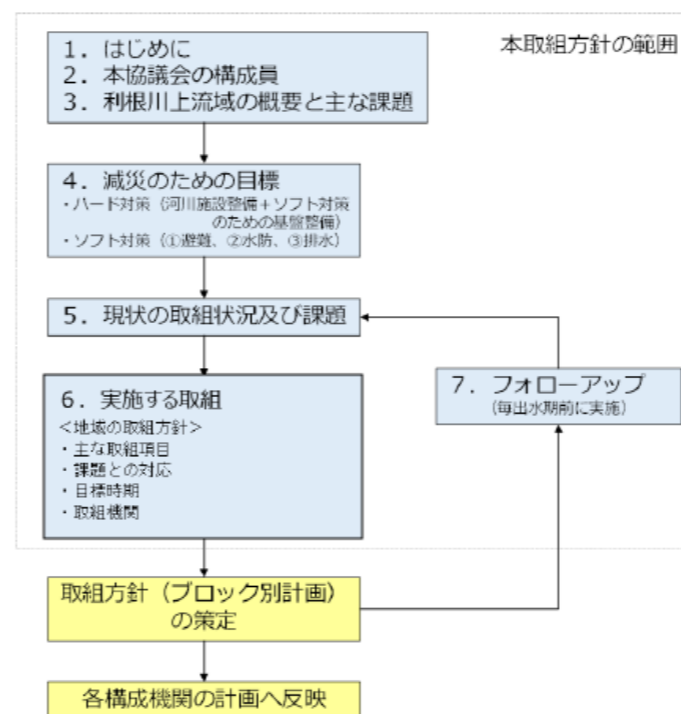 本取組方針の範囲
1．はじめに
2．本協議会の構成員
3．利根川上流域の概要と主な課題
4．減災のための目標
・ハード対策（河川施設整備＋ソフト対策
のための基盤整備）
・ソフト対策（①避難、②水防、③排水）
5．現状の取組状況及び課題
6．実施する取組
＜地域の取組方針＞
・主な取組項目
・課題との対応
・目標時期
・取組機関
7．フォローアップ
（毎出水期前に実施）
取組方針（ブロック別計画）
の策定
各構成機関の計画へ反映